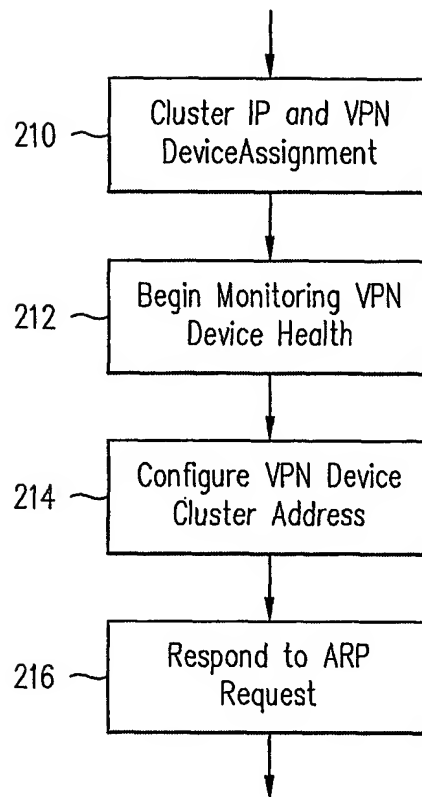 210
Cluster IP and VPN
DeviceAssignment
212
Begin Monitoring VPN
Device Health
214
Configure VPN Device
Cluster Address
216
Respond to ARP
Request